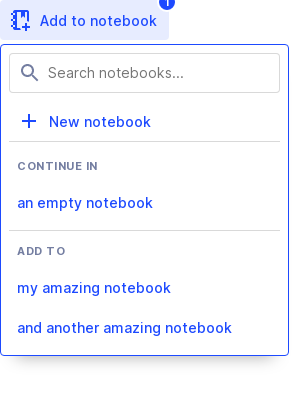 1
Add to notebook
Search notebooks...
New notebook
CONTINUE IN
an empty notebook
ADD TO
my amazing notebook
and another amazing notebook